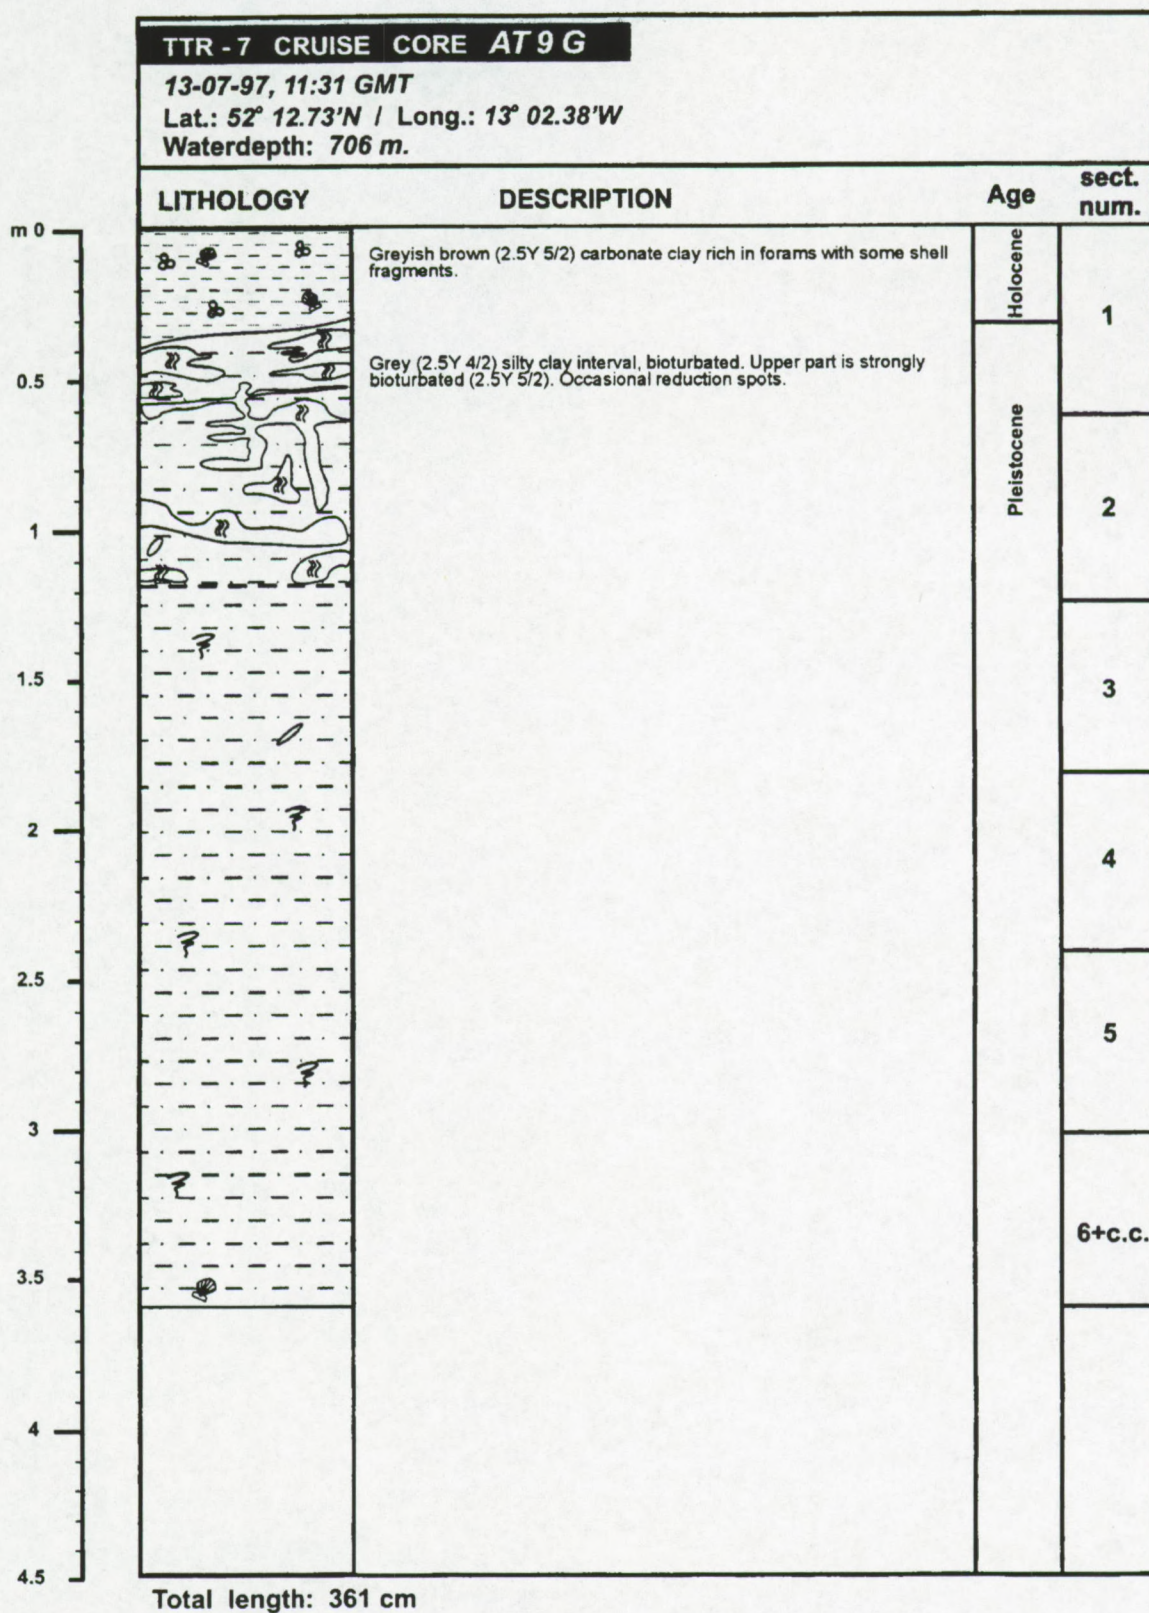 TTR - 7 CRUISE CORE AT 9 G
13-07-97, 11:31 GMT
Lat.: 52° 12.73'N / Long.: 13° 02.38'W
Waterdepth: 706 m.
LITHOLOGY
DESCRIPTION
Age
sect.
num.
m 0
0.5
1
1.5
2
2.5
3
3.5
4
4.5
Greyish brown (2.5Y 5/2) carbonate clay rich in forams with some shell
fragments.
Grey (2.5Y 4/2) silty clay interval, bioturbated. Upper part is strongly
bioturbated (2.5Y 5/2). Occasional reduction spots.
Holocene
Pleistocene
1
2
3
4
5
6+c.c.
Total length: 361 cm